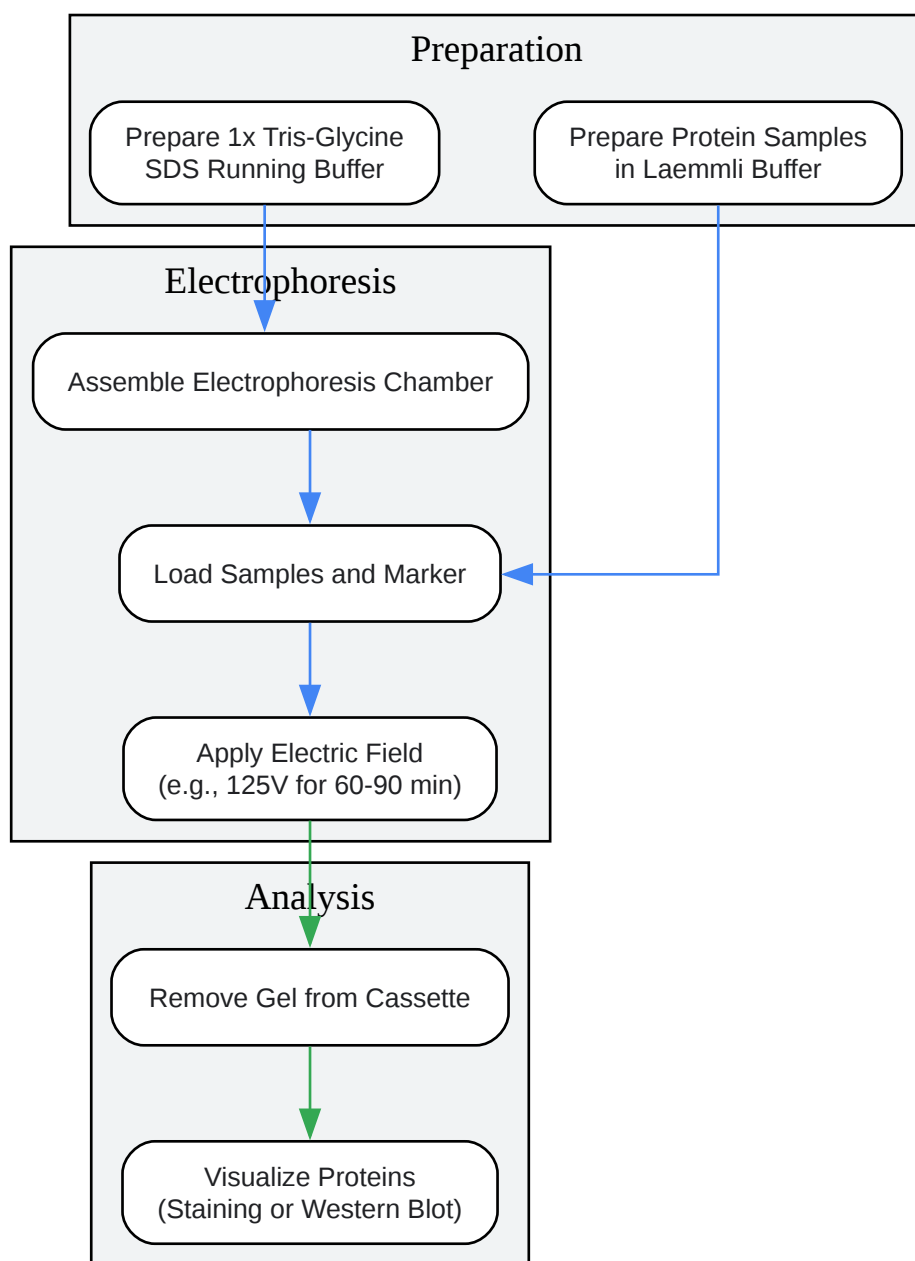 Preparation
Prepare 1x Tris-Glycine
SDS Running Buffer
Prepare Protein Samples
in Laemmli Buffer
Electrophoresis
Assemble Electrophoresis Chamber
Load Samples and Marker
Apply Electric Field
(e.g., 125V for 60-90 min)
Analysis
Remove Gel from Cassette
Visualize Proteins
(Staining or Western Blot)